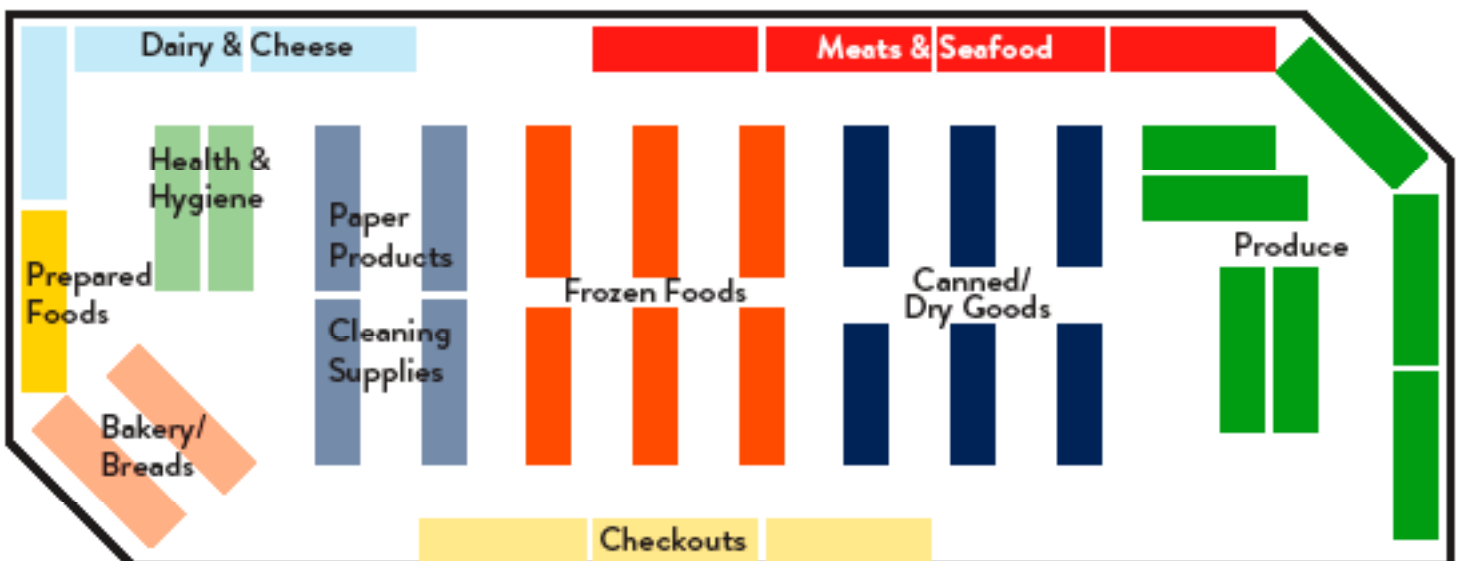 Dairy & Cheese
Meats & Seafood
Health &
Hygiene
Paper
Products
Produce
Prepared
Foods
Frozen Foods
Canned/
Dry Goods
Cleaning
Supplies
Bakery/
Breads
Checkouts